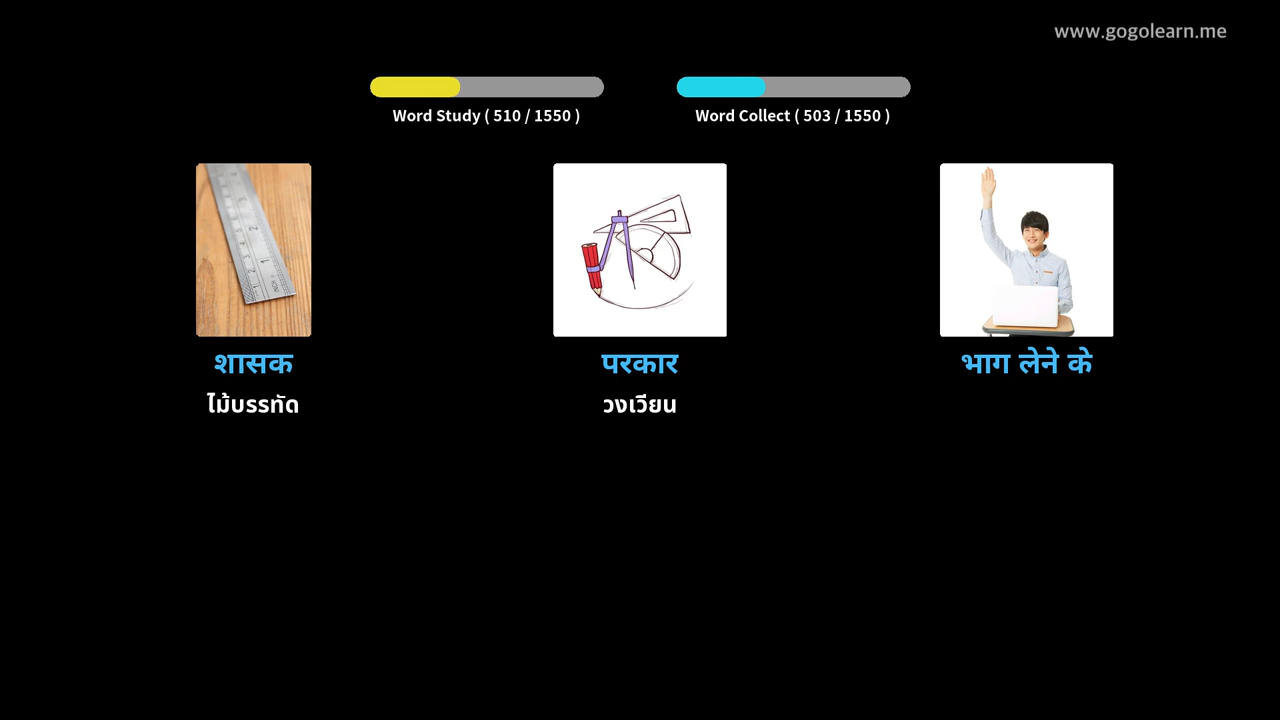 www.gogolearn.me
Word Study ( 510 / 1550 )
Word Collect ( 503 / 1550 )
शासक
परकार
भाग लेने के
ไม้บรรทัด
วงเวียน